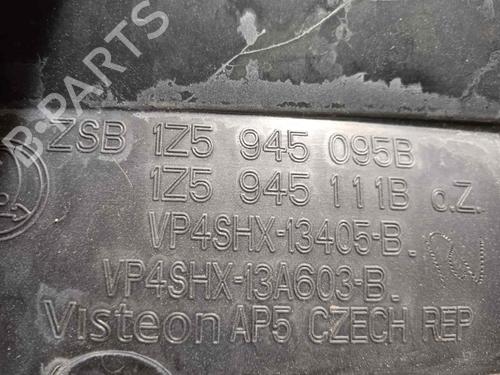 B-PARTS
ZSB 1Z5 945 095B
1Z5 945 111B o.Z.
VP4SHX-13405-B
VP4SHX-13A603-B
Visteon AP5 CZECH REP